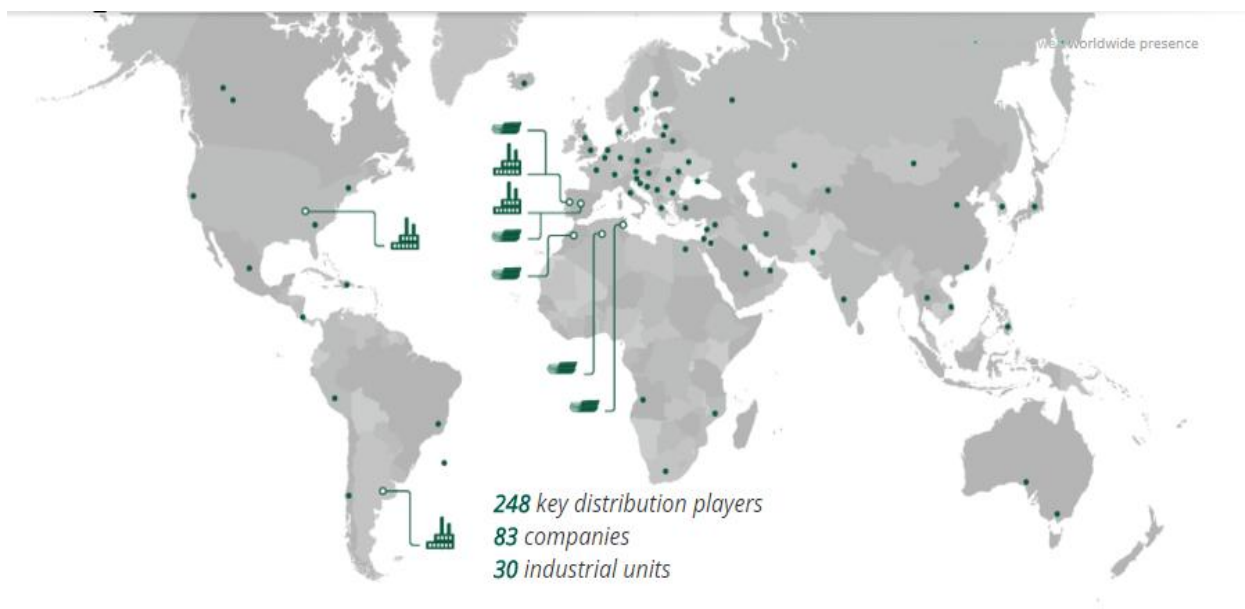 worldwide presence
248 key distribution players
83 companies
30 industrial units